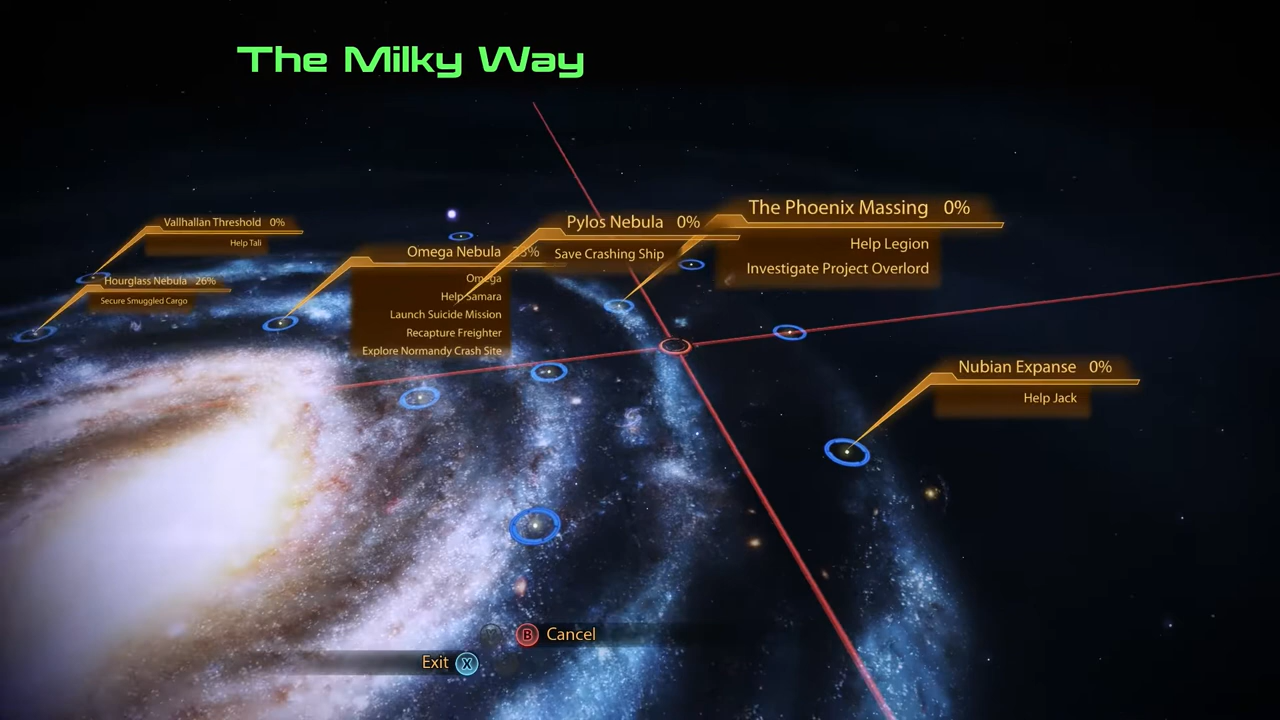 The Milky Way
Vallhallan Threshold 0%
Help Tali
Hourglass Nebula 26%
Secure Smuggled Cargo
Omega Nebula
Omega
Help Samara
Launch Suicide Mission
Recapture Freighter
Explore Normandy Crash Site
Pylos Nebula 0%
Save Crashing Ship
The Phoenix Massing 0%
Help Legion
Investigate Project Overlord
Nubian Expanse 0%
Help Jack
B Cancel
Exit X